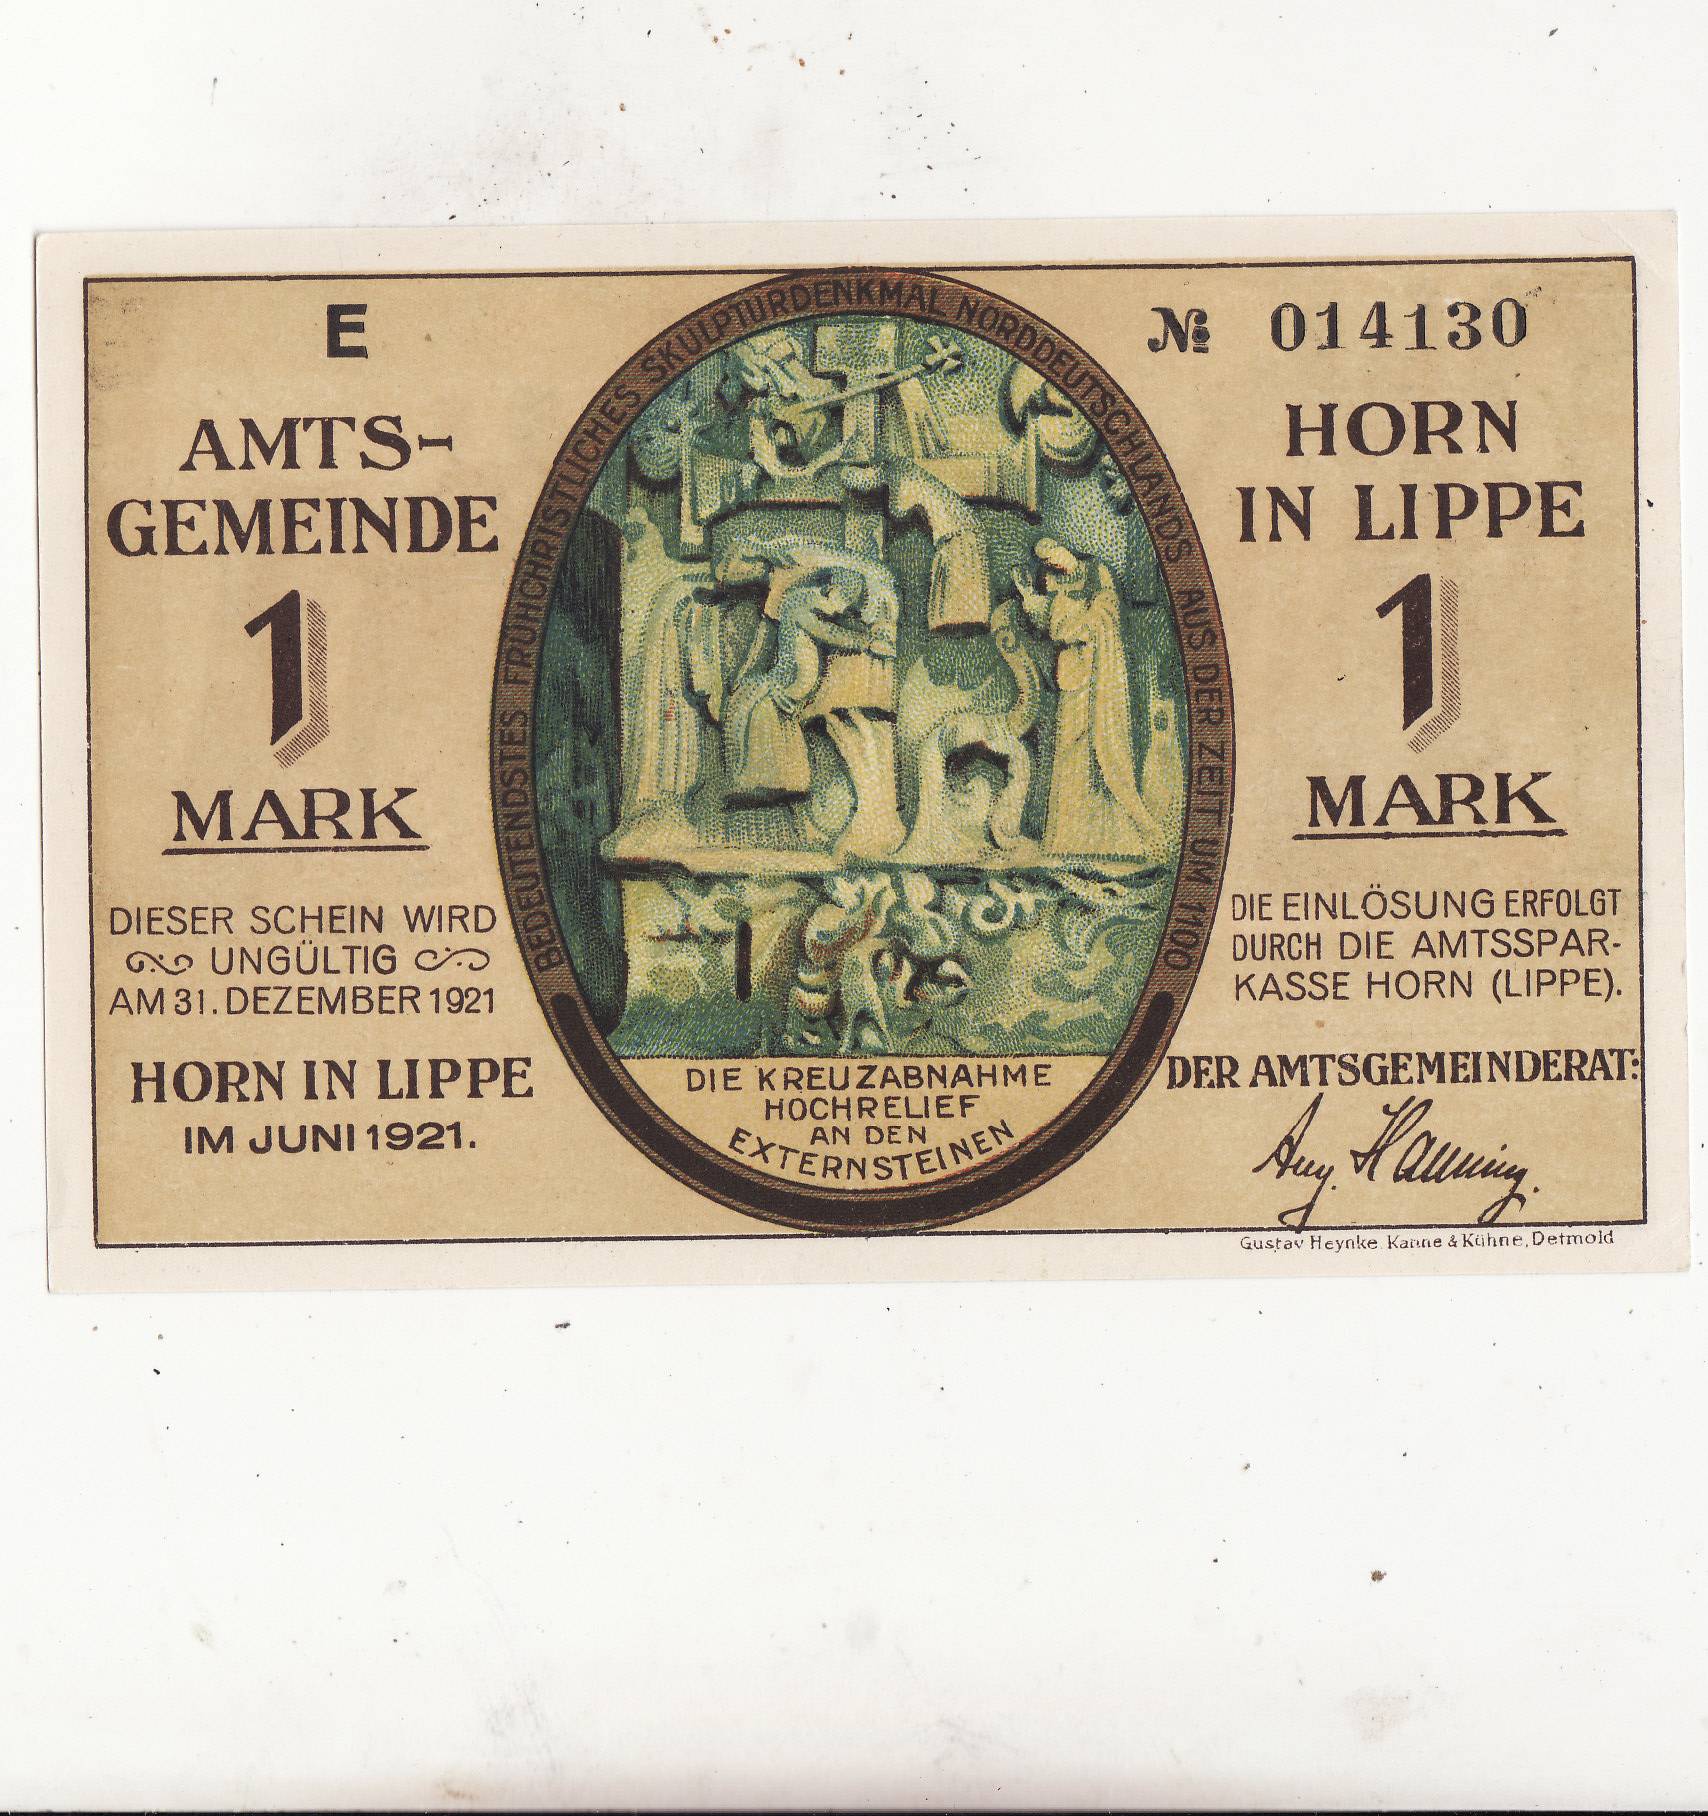 E
AMTS-
GEMEINDE
1
MARK
DIESER SCHEIN WIRD
UNGÜLTIG
AM 31. DEZEMBER 1921
HORN IN LIPPE
IM JUNI 1921.
BEDEUTENDSTES FRÜHCHRISTLICHES SKULPTURDENKMAL NORDDEUTSCHLANDS AUS DER ZEIT UM 1100
DIE KREUZABNAHME
HOCHRELIEF
AN DEN
EXTERNSTEINEN
№ 014130
HORN
IN LIPPE
1
MARK
DIE EINLÖSUNG ERFOLGT
DURCH DIE AMTSSPAR-
KASSE HORN (LIPPE).
DER AMTSGEMEINDERAT:
Gustav Heynke, Kanne & Kühne, Detmold